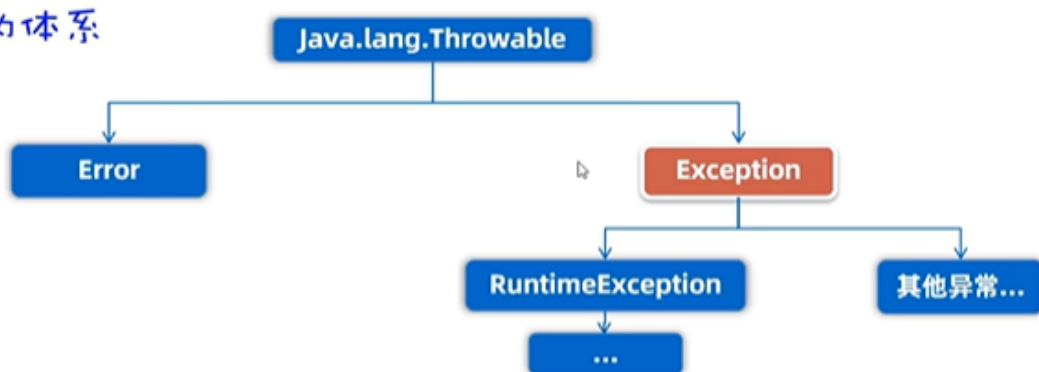 体系
Java.lang.Throwable
Error
Exception
RuntimeException
其他异常...
...